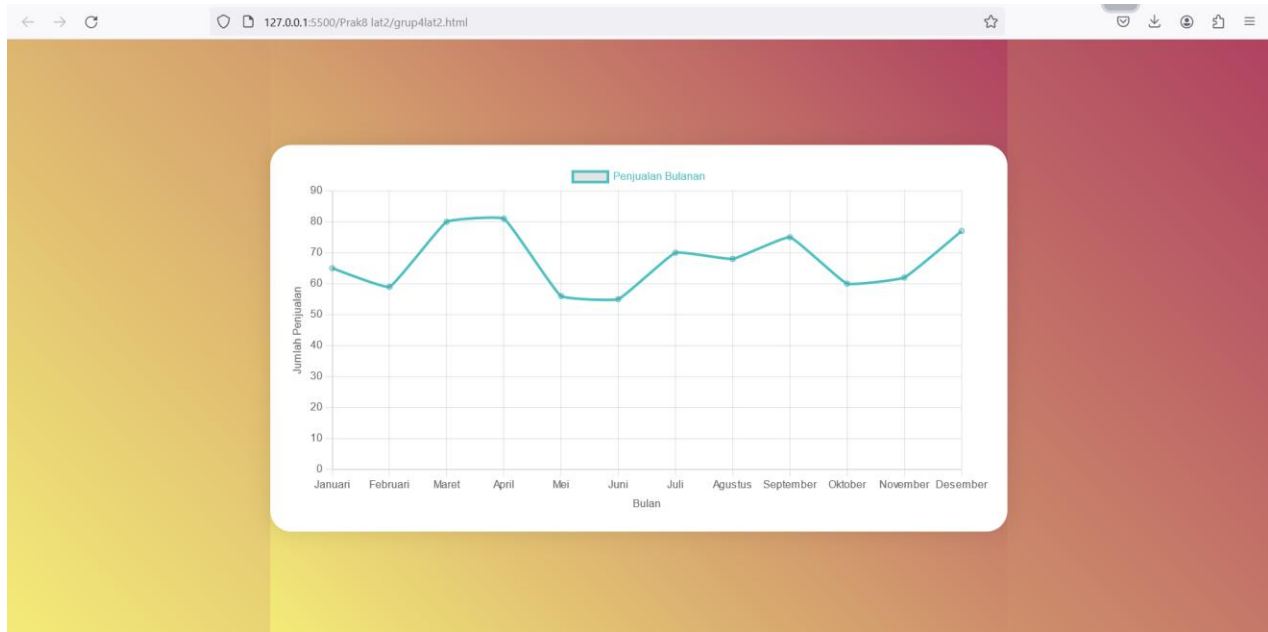 127.0.0.1:5500/Prak8 lat2/grup4lat2.html
Penjualan Bulanan
90
80
70
60
50
40
30
20
10
0
Jumlah Penjualan
Januari Februari Maret April Mei Juni Juli Agustus September Oktober November Desember
Bulan